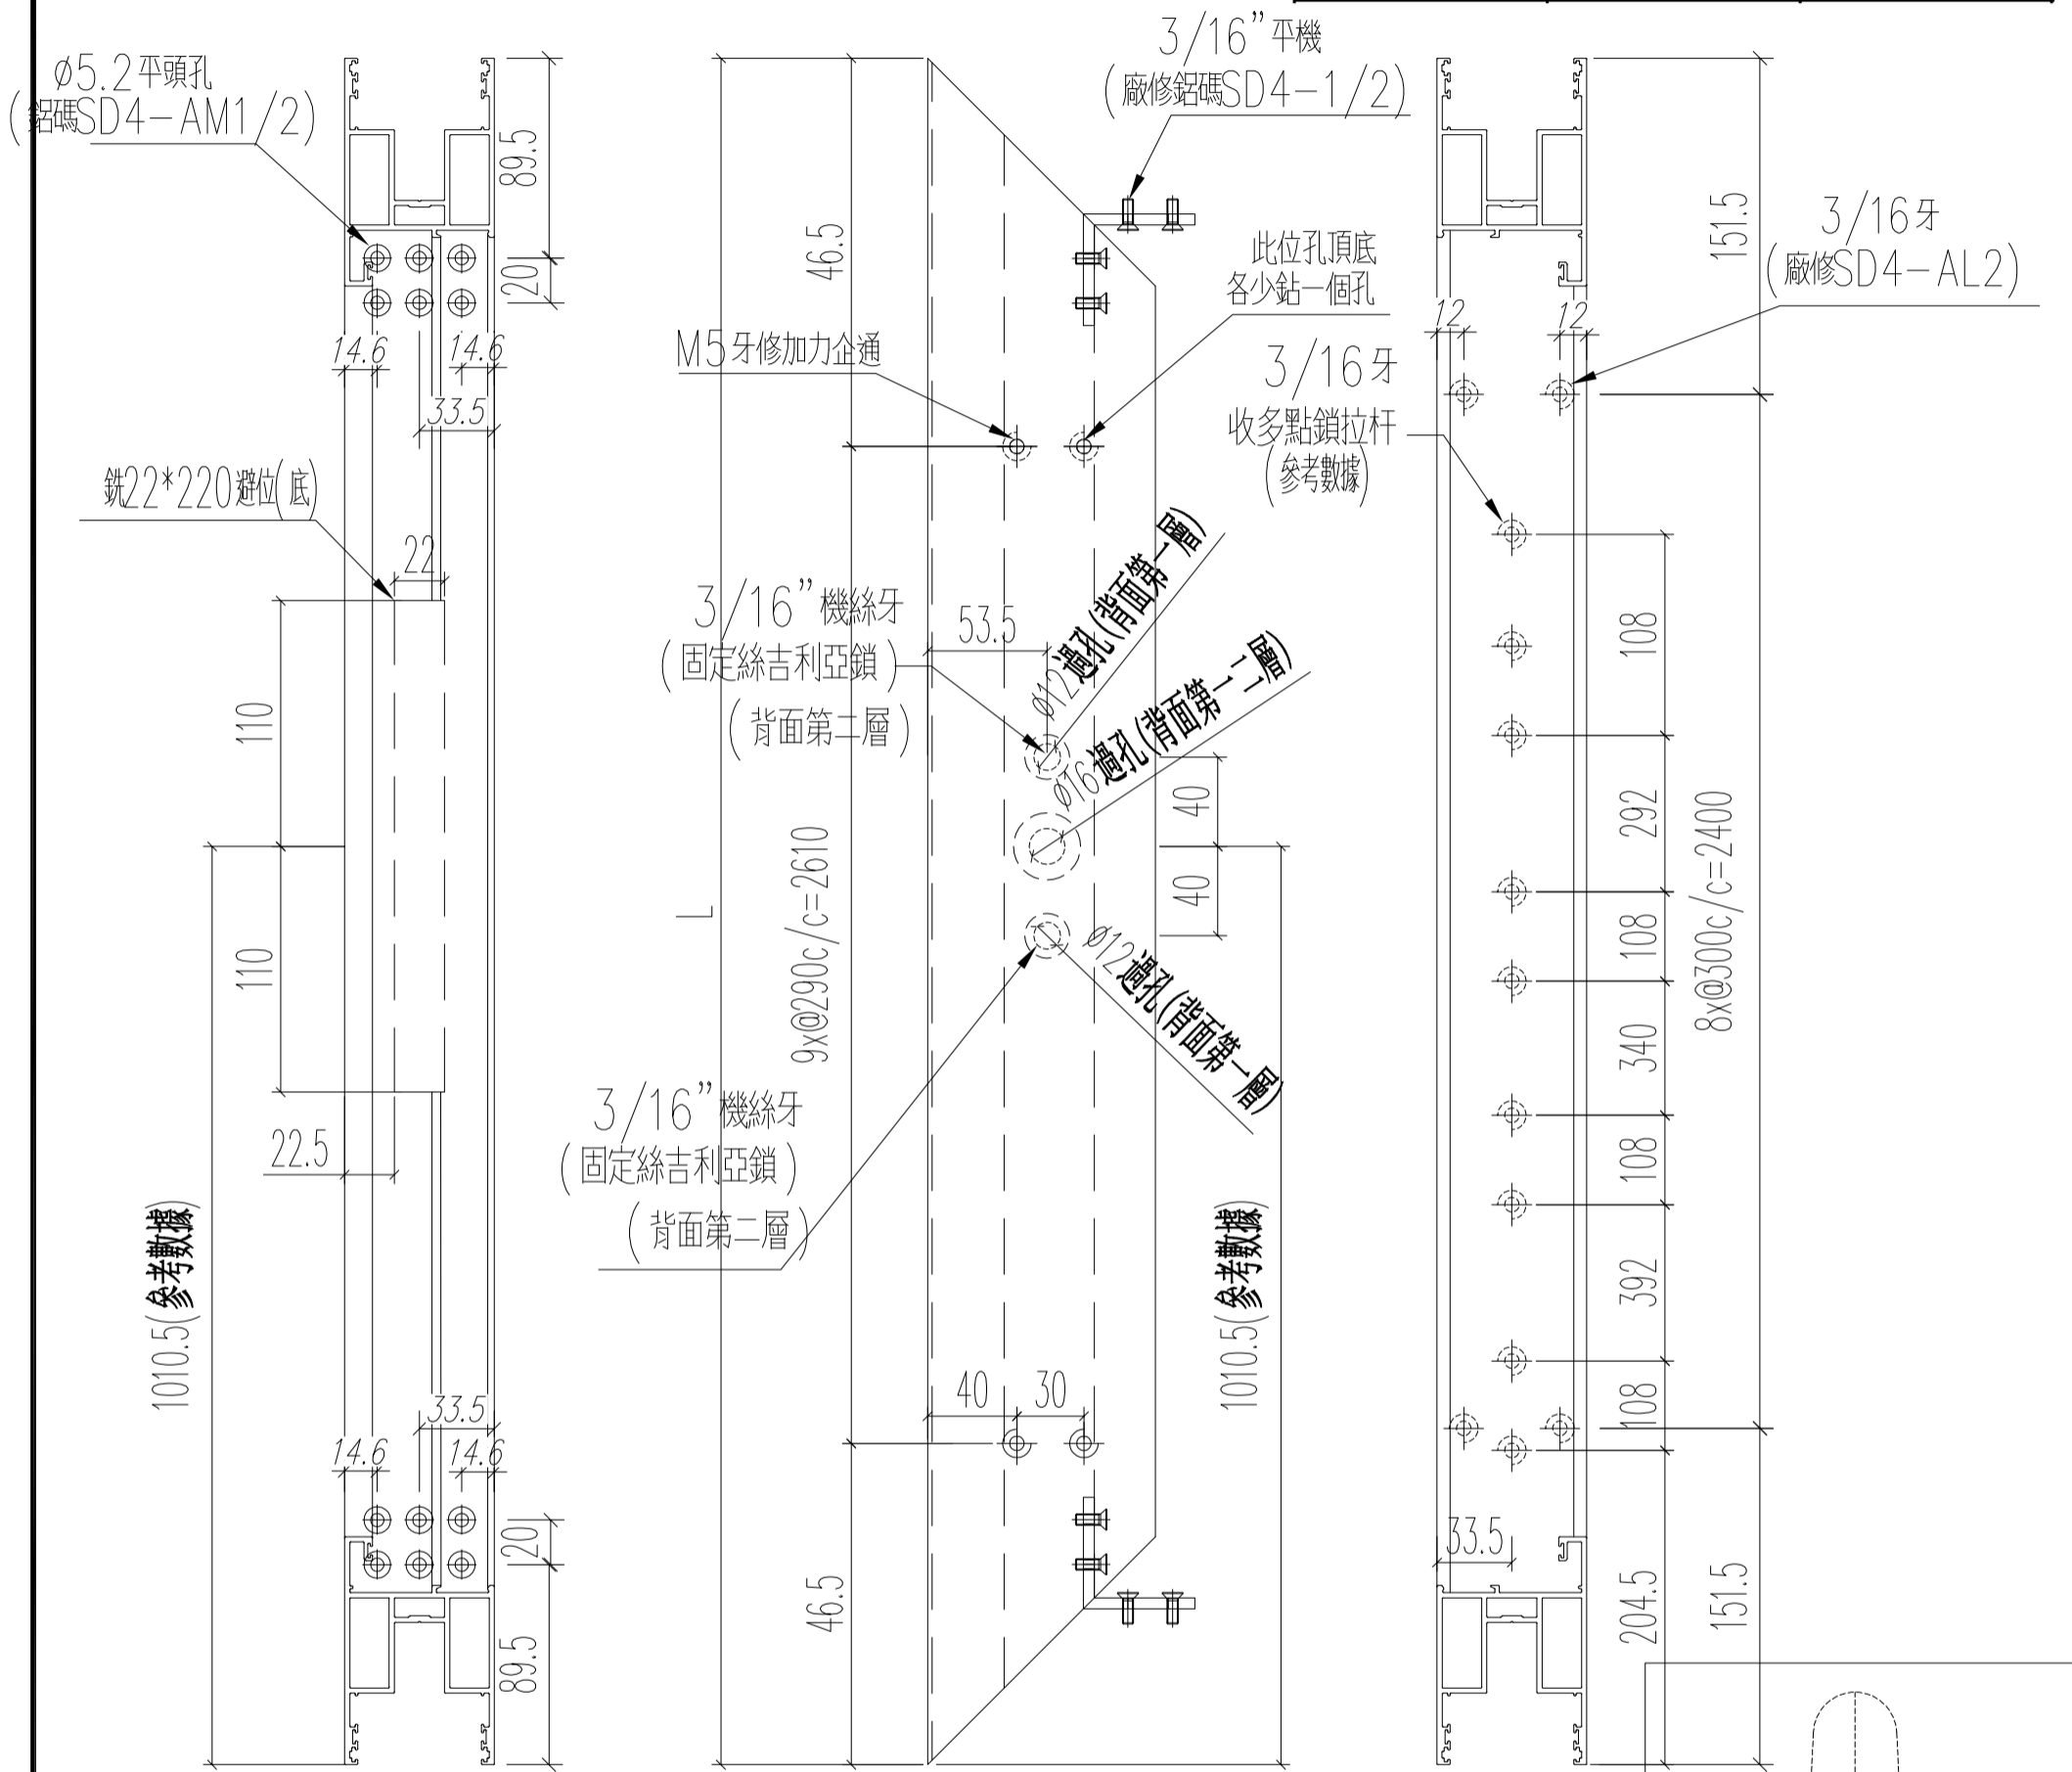 ø5.2平頭孔
(鋁碼SD4-AM1/2)
89.5
20
14.6
14.6
33.5
銑22*220避位(底)
22
110
110
22.5
1010.5(參考數據)
33.5
14.6
14.6
20
89.5
3/16”平機
(廠修鋁碼SD4-1/2)
46.5
此位孔頂底
各少鉆一個孔
M5牙修加力企通
3/16”機絲牙
(固定絲吉利亞鎖)
(背面第二層)
53.5
ø12過孔(背面第一層)
ø16過孔(背面第一二層)
40
40
L
9x@290c/c=2610
ø12過孔(背面第一層)
3/16”機絲牙
(固定絲吉利亞鎖)
(背面第二層)
1010.5(參考數據)
40
30
46.5
151.5
3/16牙
(廠修SD4-AL2)
12
12
3/16牙
收多點鎖拉杆
(參考數據)
108
292
108
8x@300c/c=2400
340
108
392
108
33.5
204.5
151.5